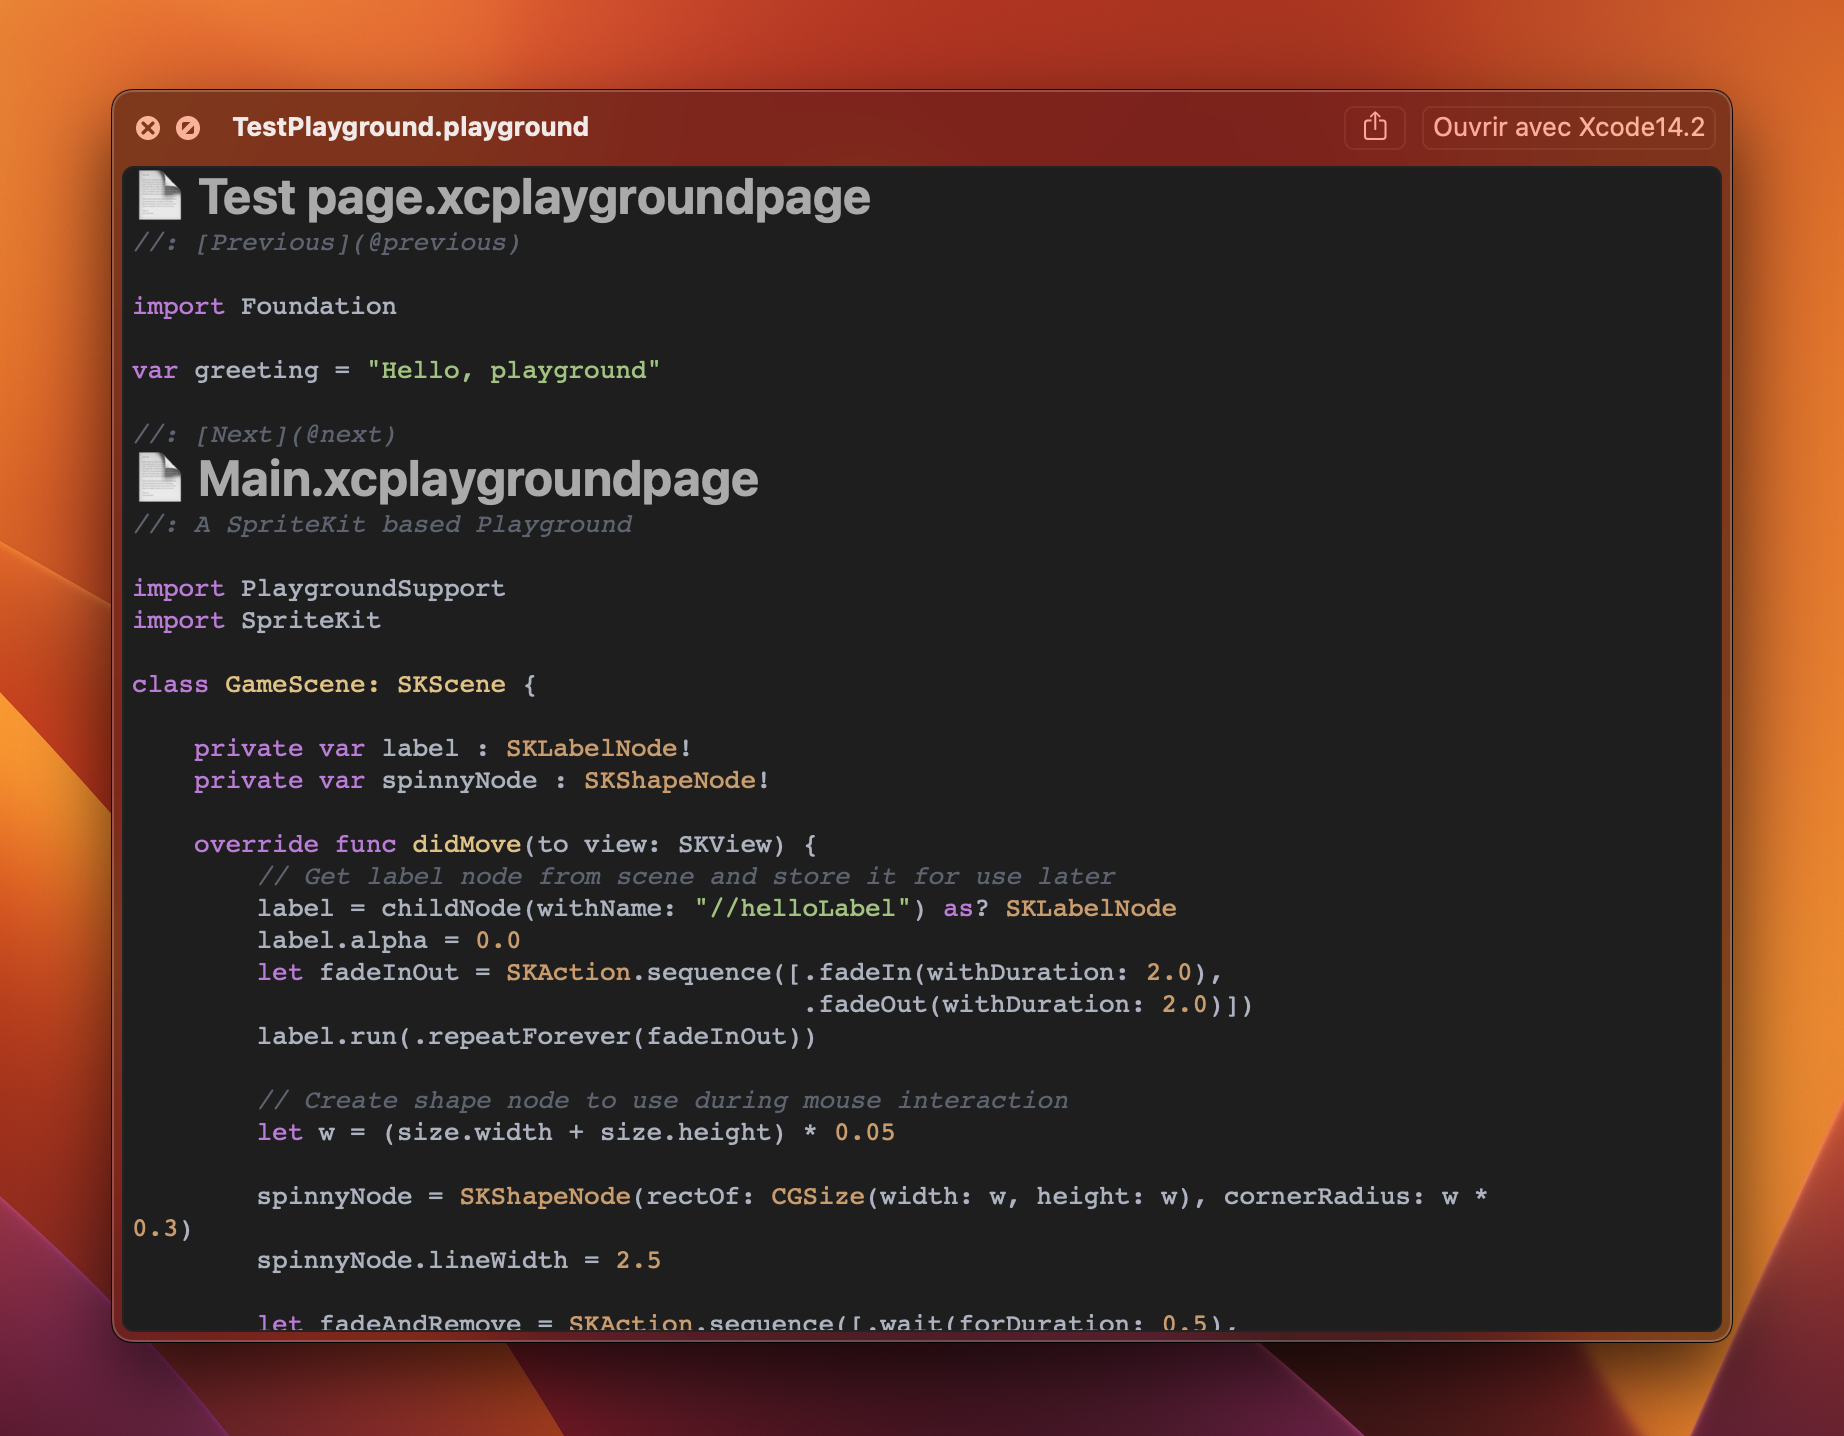 TestPlayground.playground
Ouvrir avec Xcode14.2
Test page.xcplaygroundpage
//: [Previous](@previous)
import Foundation
var greeting = "Hello, playground"
//: [Next](@next)
Main.xcplaygroundpage
//: A SpriteKit based Playground
import PlaygroundSupport
import SpriteKit
class GameScene: SKScene {
    private var label : SKLabelNode!
    private var spinnyNode : SKShapeNode!
    override func didMove(to view: SKView) {
        // Get label node from scene and store it for use later
        label = childNode(withName: "//helloLabel") as? SKLabelNode
        label.alpha = 0.0
        let fadeInOut = SKAction.sequence([.fadeIn(withDuration: 2.0),
                                           .fadeOut(withDuration: 2.0)])
        label.run(.repeatForever(fadeInOut))
        // Create shape node to use during mouse interaction
        let w = (size.width + size.height) * 0.05
        spinnyNode = SKShapeNode(rectOf: CGSize(width: w, height: w), cornerRadius: w *
0.3)
        spinnyNode.lineWidth = 2.5
        let fadeAndRemove = SKAction.sequence([.wait(forDuration: 0.5),